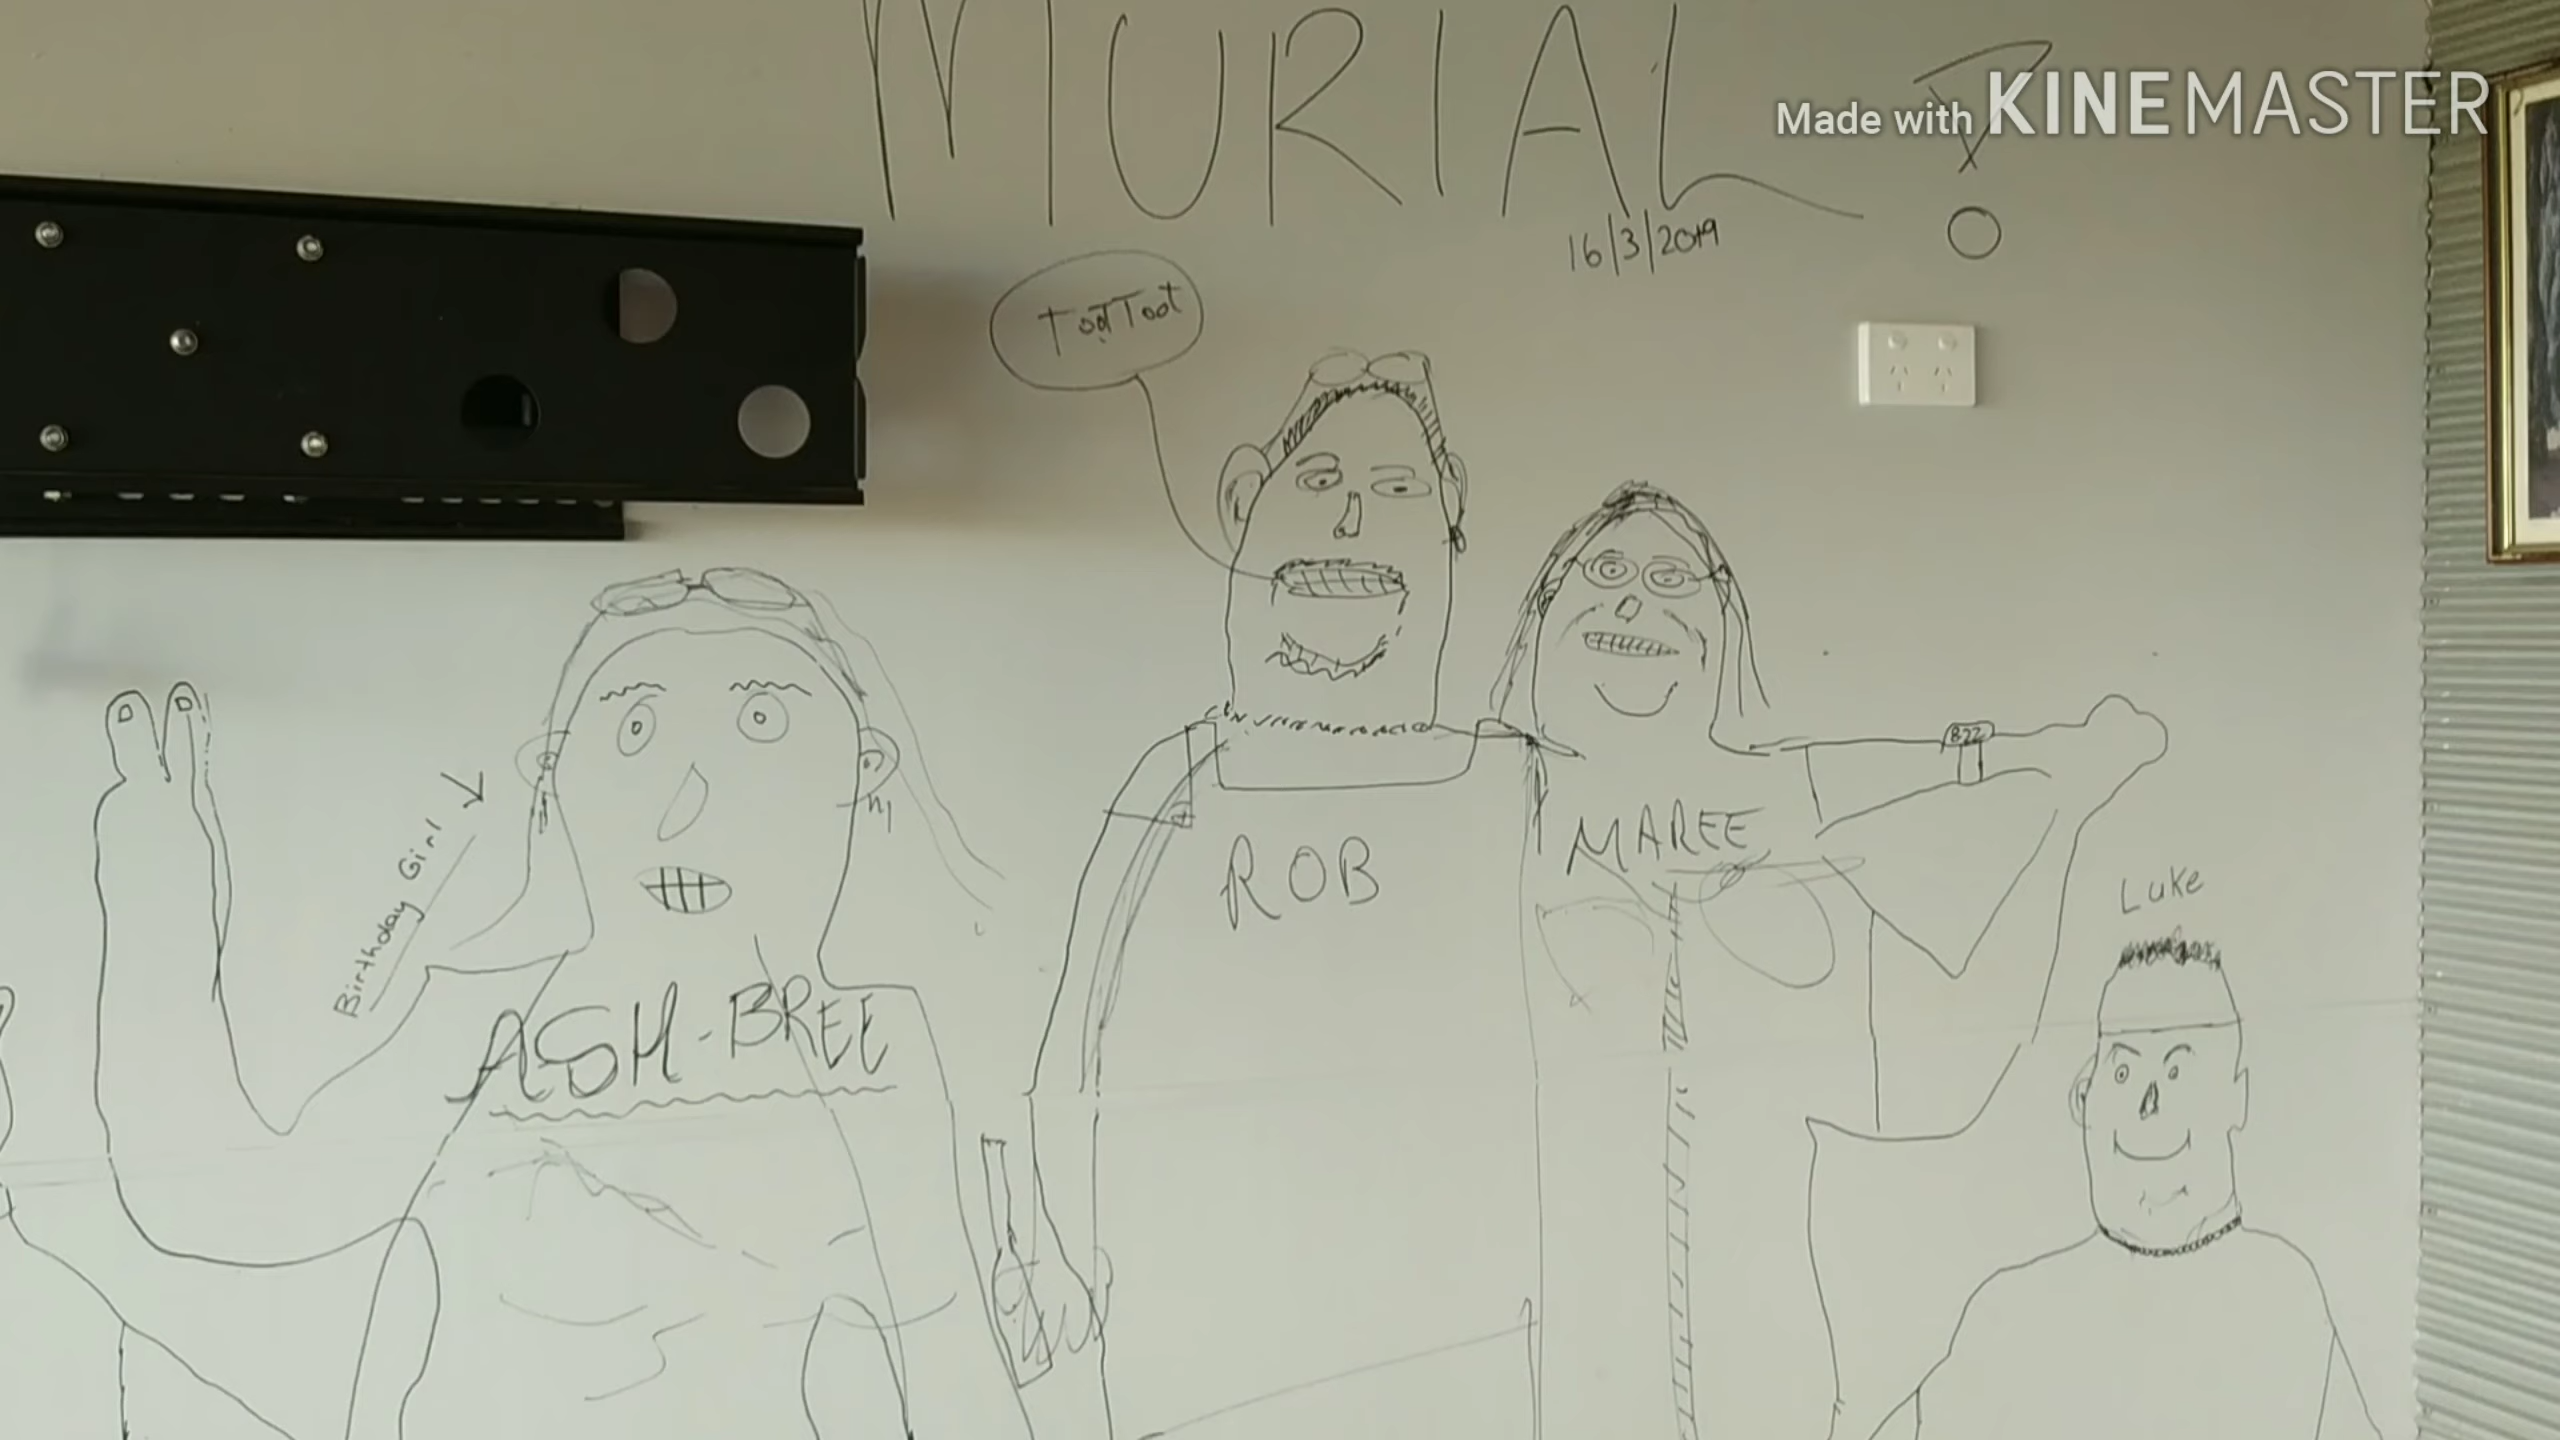 MURIAL !
Made with KINEMASTER
16/3/2019
Toot Toot
ROB
MAREE
Luke
Birthday Girl
ASH-BREE